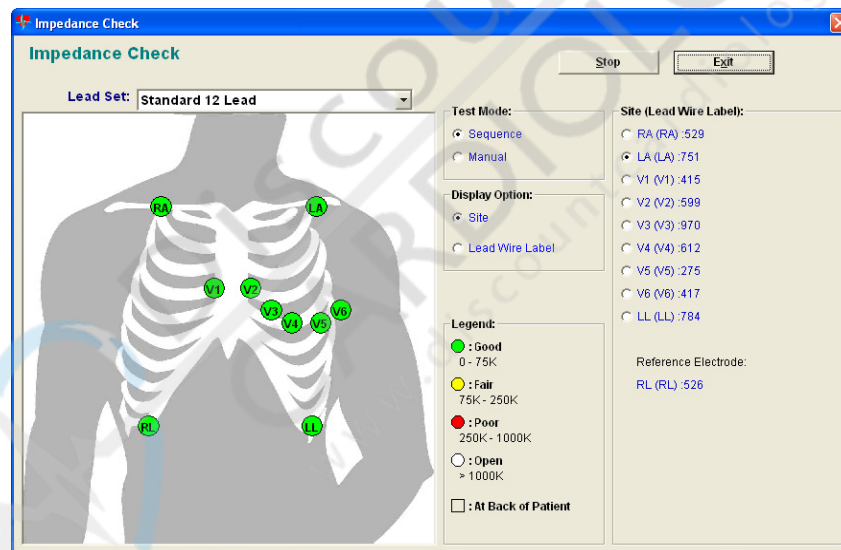 Impedance Check
Impedance Check
Stop
Exit
Lead Set:
Standard 12 Lead
RA
LA
V1
V2
V3
V4
V5
V6
RL
LL
Test Mode:
Sequence
Manual
Display Option:
Site
Lead Wire Label
Legend:
: Good
0 - 75K
: Fair
75K - 250K
: Poor
250K - 1000K
: Open
> 1000K
: At Back of Patient
Site (Lead Wire Label):
RA (RA) :529
LA (LA) :751
V1 (V1) :415
V2 (V2) :599
V3 (V3) :970
V4 (V4) :612
V5 (V5) :275
V6 (V6) :417
LL (LL) :784
Reference Electrode:
RL (RL) :526